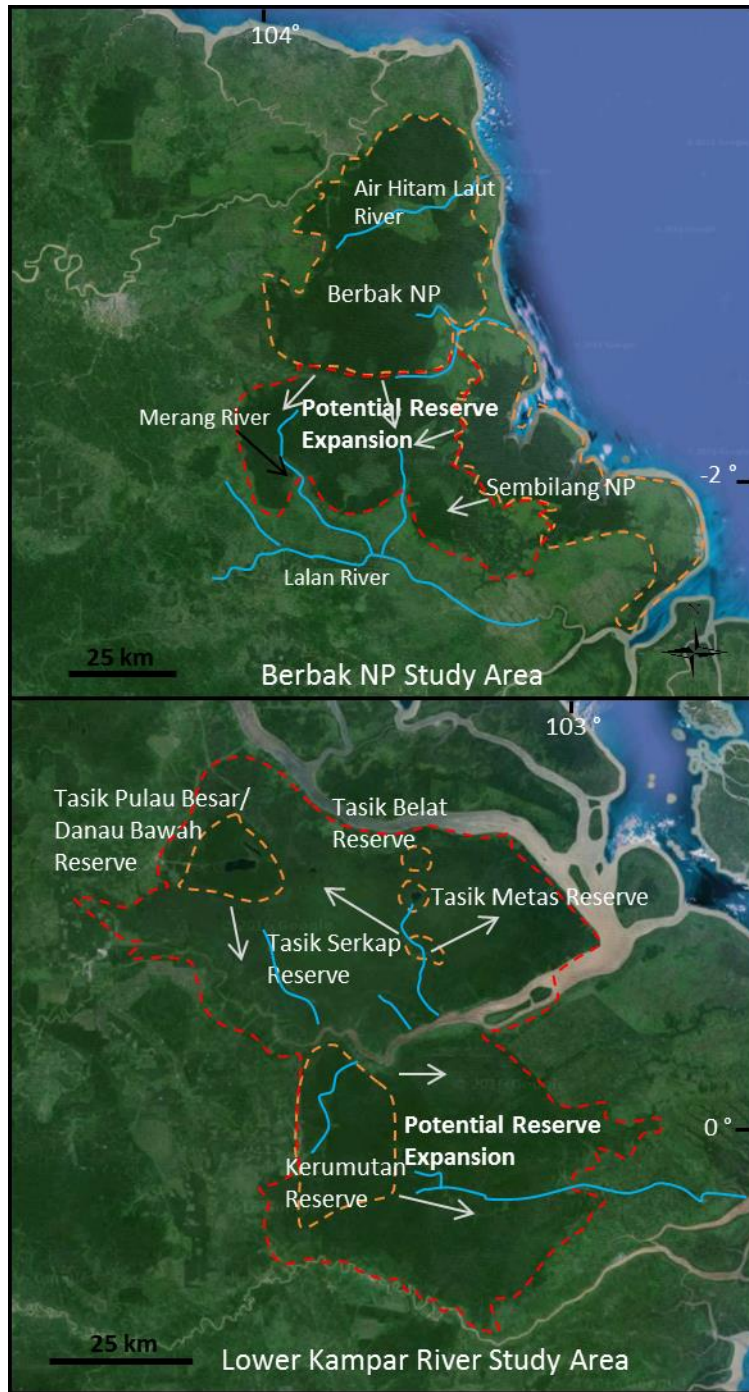 104°
Air Hitam Laut
River
Berbak NP
Merang River
Potential Reserve
Expansion
-2 °
Sembilang NP
Lalan River
N
25 km
Berbak NP Study Area
103 °
Tasik Pulau Besar/
Danau Bawah
Reserve
Tasik Belat
Reserve
Tasik Metas Reserve
Tasik Serkap
Reserve
Potential Reserve
Expansion
0 °
Kerumutan
Reserve
25 km
Lower Kampar River Study Area